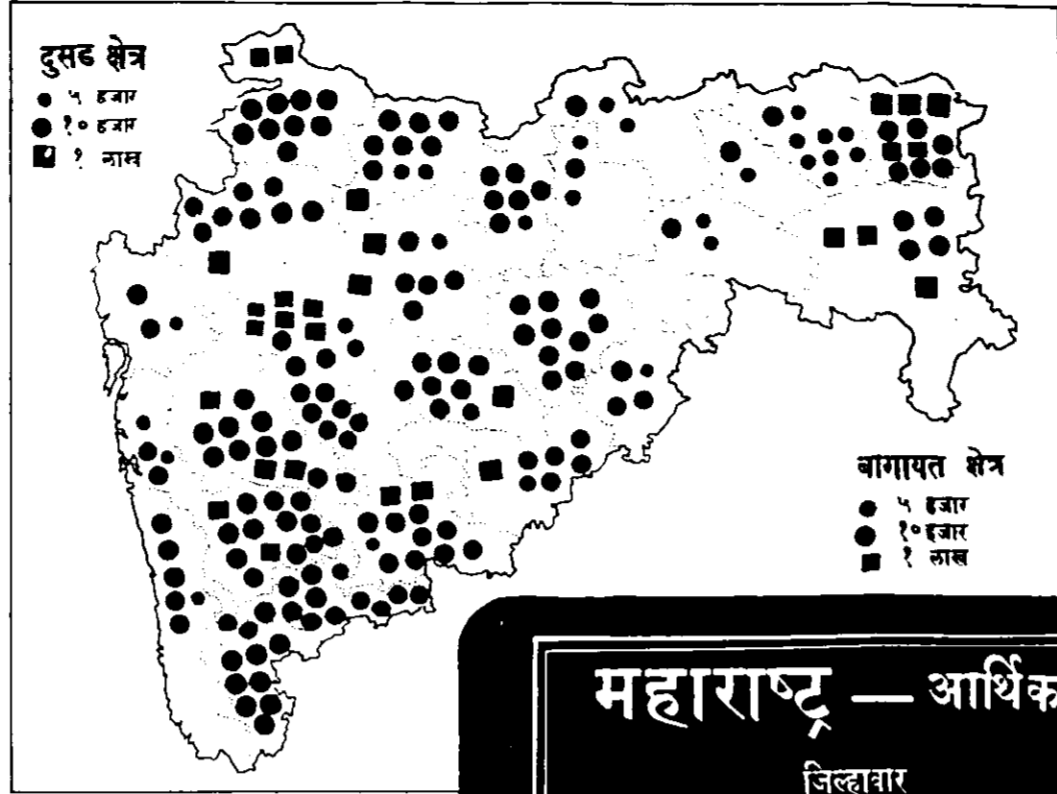 दुसड क्षेत्र
५ हजार
१० हजार
१ लाख
बागायत क्षेत्र
५ हजार
१० हजार
१ लाख
महाराष्ट्र — आर्थिक
जिल्हावार